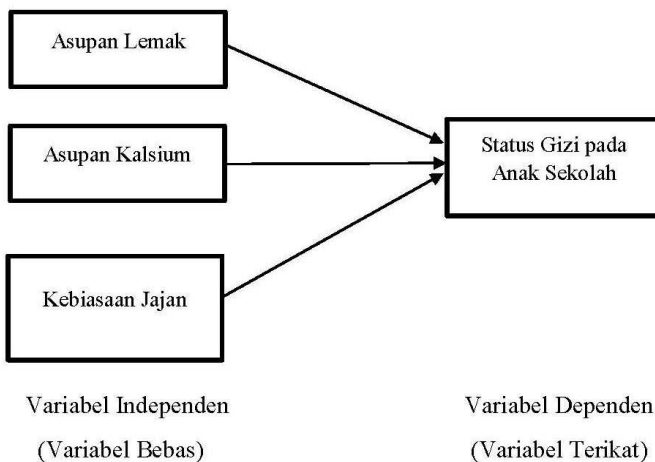 Asupan Lemak
Asupan Kalsium
Kebiasaan Jajan
Status Gizi pada
Anak Sekolah
Variabel Independen
(Variabel Bebas)
Variabel Dependen
(Variabel Terikat)